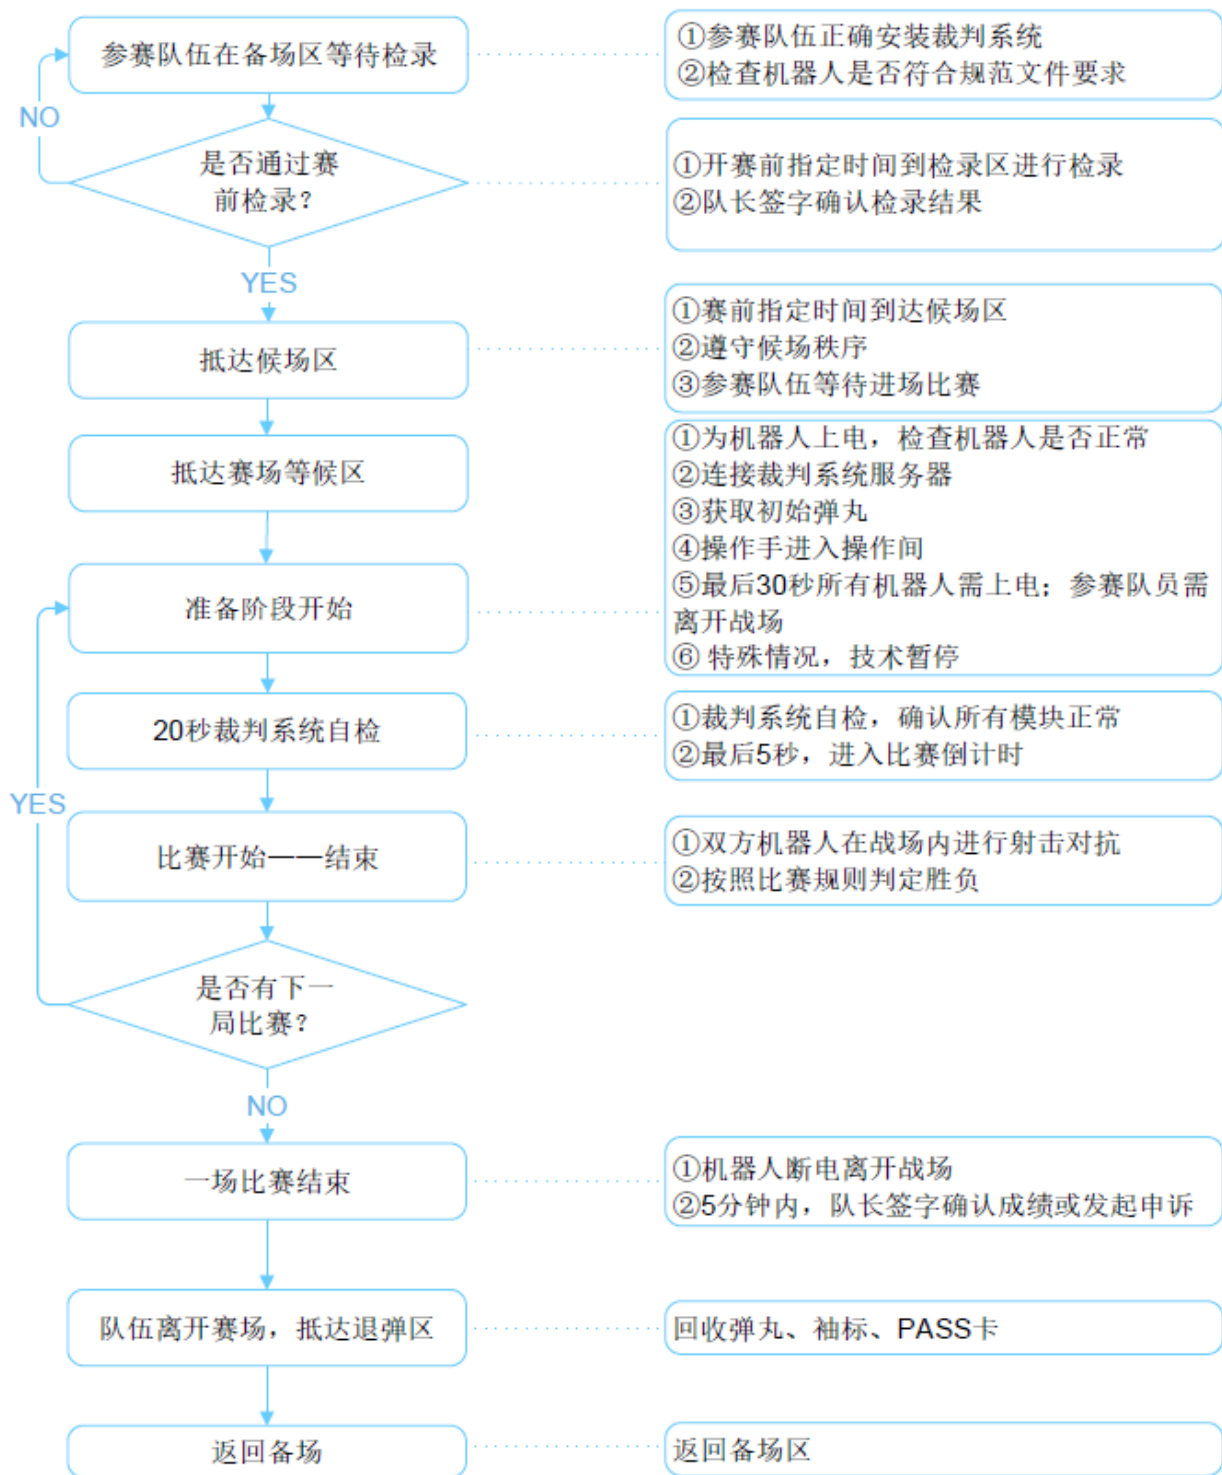 参赛队伍在备场区等待检录
①参赛队伍正确安装裁判系统
②检查机器人是否符合规范文件要求
NO
是否通过赛
前检录？
①开赛前指定时间到检录区进行检录
②队长签字确认检录结果
YES
抵达候场区
①赛前指定时间到达候场区
②遵守候场秩序
③参赛队伍等待进场比赛
抵达赛场等候区
准备阶段开始
①为机器人上电，检查机器人是否正常
②连接裁判系统服务器
③获取初始弹丸
④操作手进入操作间
⑤最后30秒所有机器人需上电；参赛队员需
离开战场
⑥ 特殊情况，技术暂停
20秒裁判系统自检
①裁判系统自检，确认所有模块正常
②最后5秒，进入比赛倒计时
YES
比赛开始——结束
①双方机器人在战场内进行射击对抗
②按照比赛规则判定胜负
是否有下一
局比赛？
NO
一场比赛结束
①机器人断电离开战场
②5分钟内，队长签字确认成绩或发起申诉
队伍离开赛场，抵达退弹区
回收弹丸、袖标、PASS卡
返回备场
返回备场区